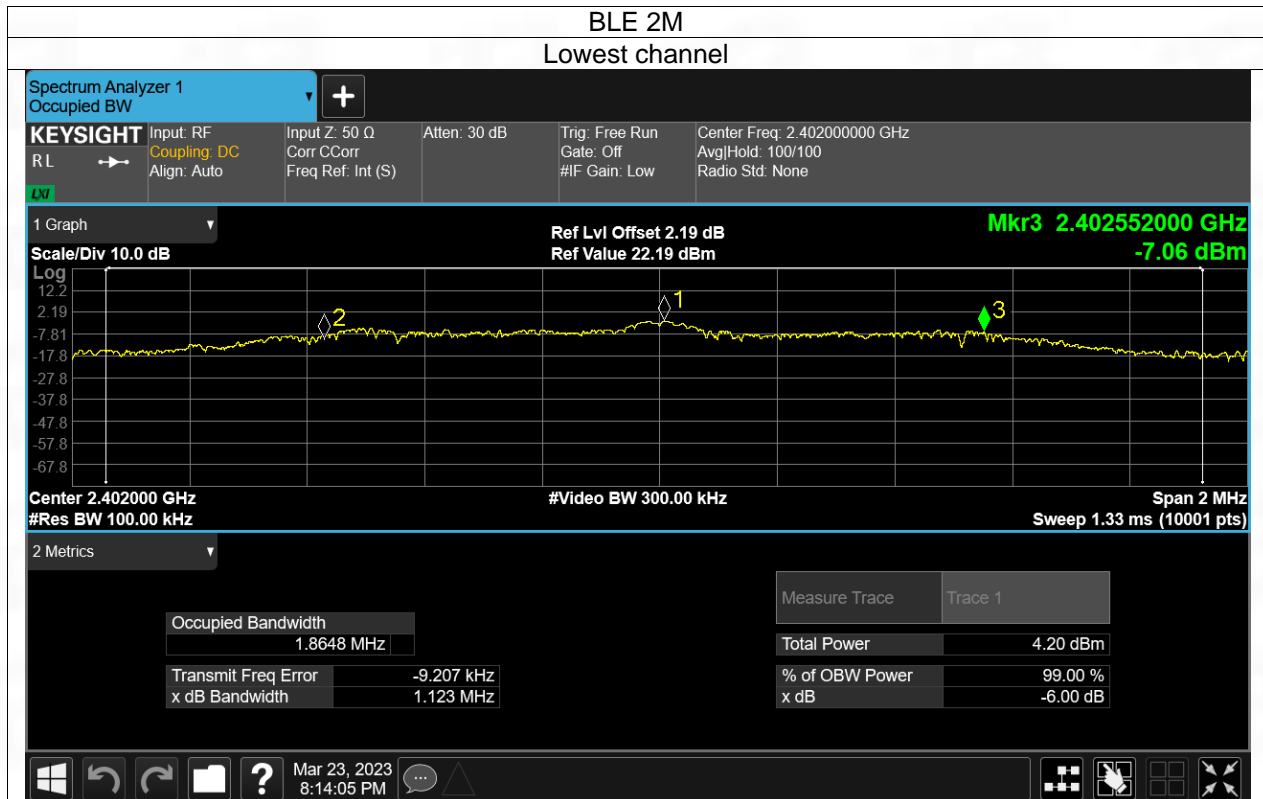 BLE 2M
Lowest channel
Spectrum Analyzer 1
Occupied BW
+
KEYSIGHT
RL
LXI
Input: RF
Coupling: DC
Align: Auto
Input Z: 50 Ω
Corr CCorr
Freq Ref: Int (S)
Atten: 30 dB
Trig: Free Run
Gate: Off
#IF Gain: Low
Center Freq: 2.402000000 GHz
Avg|Hold: 100/100
Radio Std: None
1 Graph
Scale/Div 10.0 dB
Ref Lvl Offset 2.19 dB
Ref Value 22.19 dBm
Mkr3 2.402552000 GHz
-7.06 dBm
Log
12.2
2.19
-7.81
-17.8
-27.8
-37.8
-47.8
-57.8
-67.8
2
1
3
Center 2.402000 GHz
#Video BW 300.00 kHz
Span 2 MHz
#Res BW 100.00 kHz
Sweep 1.33 ms (10001 pts)
2 Metrics
Measure Trace Trace 1
Occupied Bandwidth
1.8648 MHz
Total Power 4.20 dBm
Transmit Freq Error -9.207 kHz
% of OBW Power 99.00 %
x dB Bandwidth 1.123 MHz
x dB -6.00 dB
?
Mar 23, 2023
8:14:05 PM